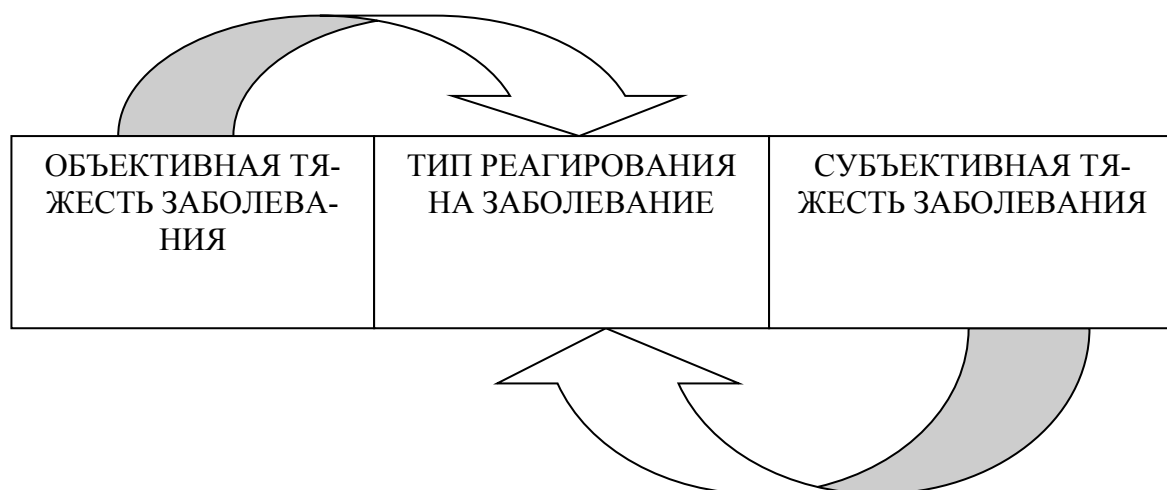 ОБЪЕКТИВНАЯ ТЯ-
ЖЕСТЬ ЗАБОЛЕВА-
НИЯ
ТИП РЕАГИРОВАНИЯ
НА ЗАБОЛЕВАНИЕ
СУБЪЕКТИВНАЯ ТЯ-
ЖЕСТЬ ЗАБОЛЕВАНИЯ